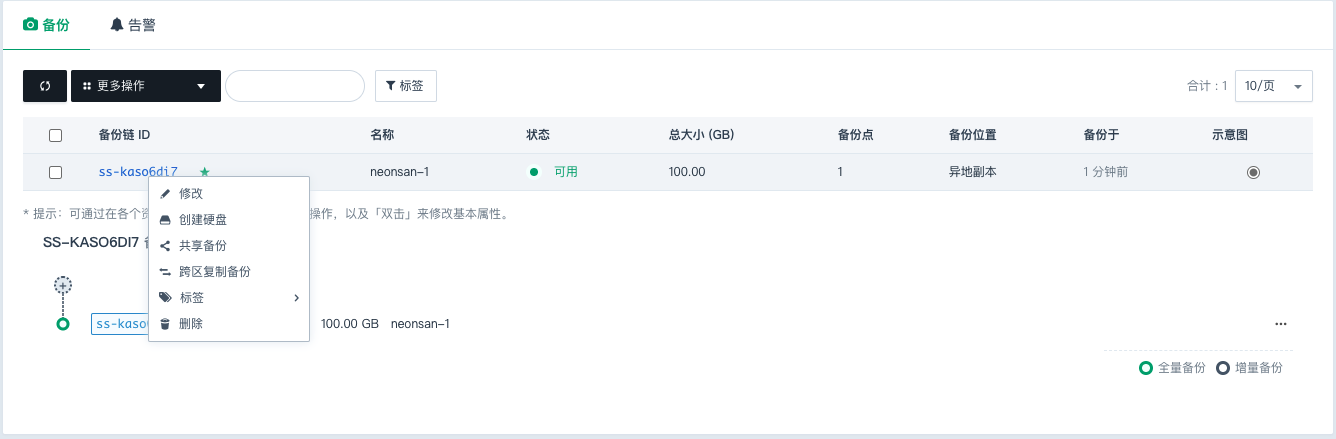 备份 告警
更多操作 标签 合计 : 1 10/页
备份链 ID 名称 状态 总大小 (GB) 备份点 备份位置 备份于 示意图
ss-kaso6di7 neonsan-1 可用 100.00 1 异地副本 1 分钟前
修改
* 提示：可通过在各个资 操作，以及「双击」来修改基本属性。
创建硬盘
SS-KASO6DI7
共享备份
跨区复制备份
标签
删除
ss-kaso 100.00 GB neonsan-1
全量备份 增量备份